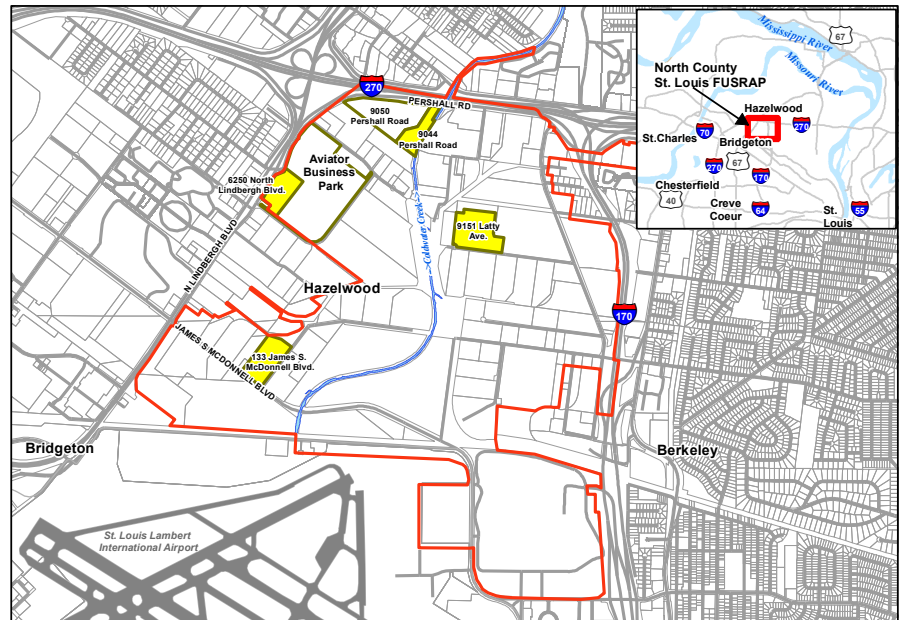 270
PERSHALL RD
9050
Pershall Road
9044
Pershall Road
Aviator
Business
Park
6250 North
Lindbergh Blvd.
N LINDBERGH BLVD
9151 Latty
Ave.
->Coldwater Creek->
Hazelwood
170
JAMES S MCDONNELL BLVD
133 James S.
McDonnell Blvd.
Bridgeton
Berkeley
St. Louis Lambert
International Airport
Mississippi River
67
Missouri River
North County
St. Louis FUSRAP
Hazelwood
270
St.Charles
70
Bridgeton
270
67
170
Chesterfield
40
Creve
Coeur
64
St.
Louis
55